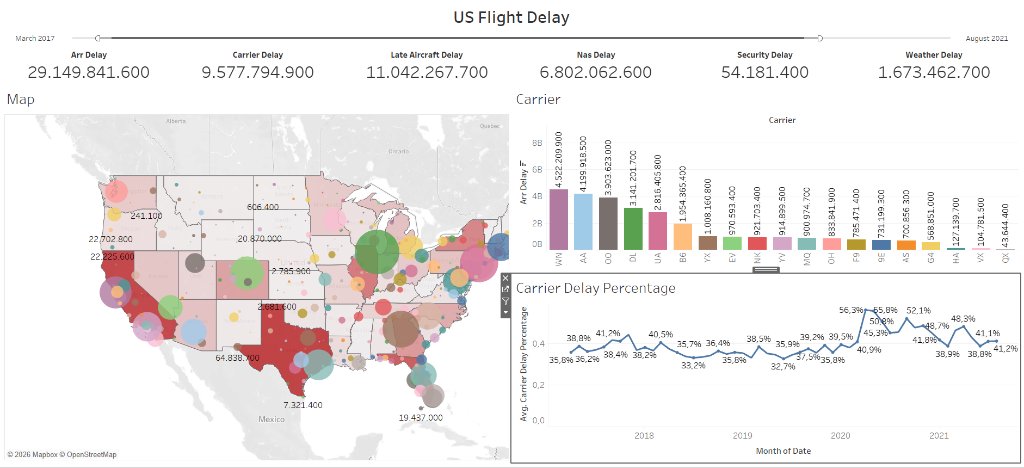 US Flight Delay
March 2017
August 2021
Arr Delay
Carrier Delay
Late Aircraft Delay
Nas Delay
Security Delay
Weather Delay
29.149.841.600
9.577.794.900
11.042.267.700
6.802.062.600
54.181.400
1.673.462.700
Map
Alberta
Ontario
Quebec
606.400
241.100
22.702.800
20.870.000
22.225.600
2.785.900
2.681.600
64.838.700
7.321.400
19.437.000
Mexico
© 2026 Mapbox © OpenStreetMap
Carrier
Carrier
Arr Delay
8B
6B
4B
2B
0B
4.522.209.900
4.199.918.500
3.903.623.000
3.141.201.700
2.816.405.800
1.954.365.400
1.008.160.800
970.593.400
921.703.400
914.899.500
900.974.700
833.841.900
785.471.400
731.199.300
700.856.300
568.851.000
127.139.700
104.781.500
43.644.400
WN
AA
OO
DL
UA
B6
YX
EV
NK
YV
MQ
OH
F9
9E
AS
G4
HA
VX
QX
Carrier Delay Percentage
Avg. Carrier Delay Percentage
0,4
0,2
0,0
35,8%
38,8%
36,2%
41,2%
38,4%
38,2%
40,5%
35,7%
33,2%
36,4%
35,8%
38,5%
32,7%
35,9%
37,5%
39,2%
35,8%
39,5%
40,9%
56,3%
45,3%
55,8%
50,8%
52,1%
41,8%
48,7%
38,9%
48,3%
38,8%
41,1%
41,2%
2018
2019
2020
2021
Month of Date